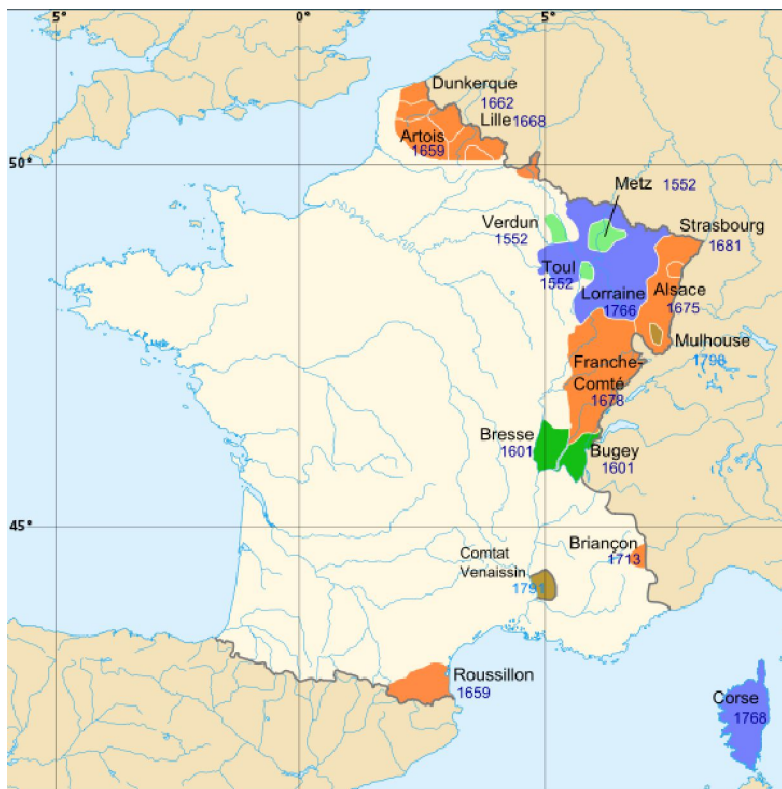 5° 0° 5°
Dunkerque
1662
Lille 1668
Artois
1659
50°
Metz 1552
Verdun
1552
Strasbourg
1681
Toul
1552
Lorraine
1766
Alsace
1675
Mulhouse
1798
Franche-
Comté
1678
Bresse
1601
Bugey
1601
45°
Briançon
1713
Comtat
Venaissin
1791
Roussillon
1659
Corse
1768